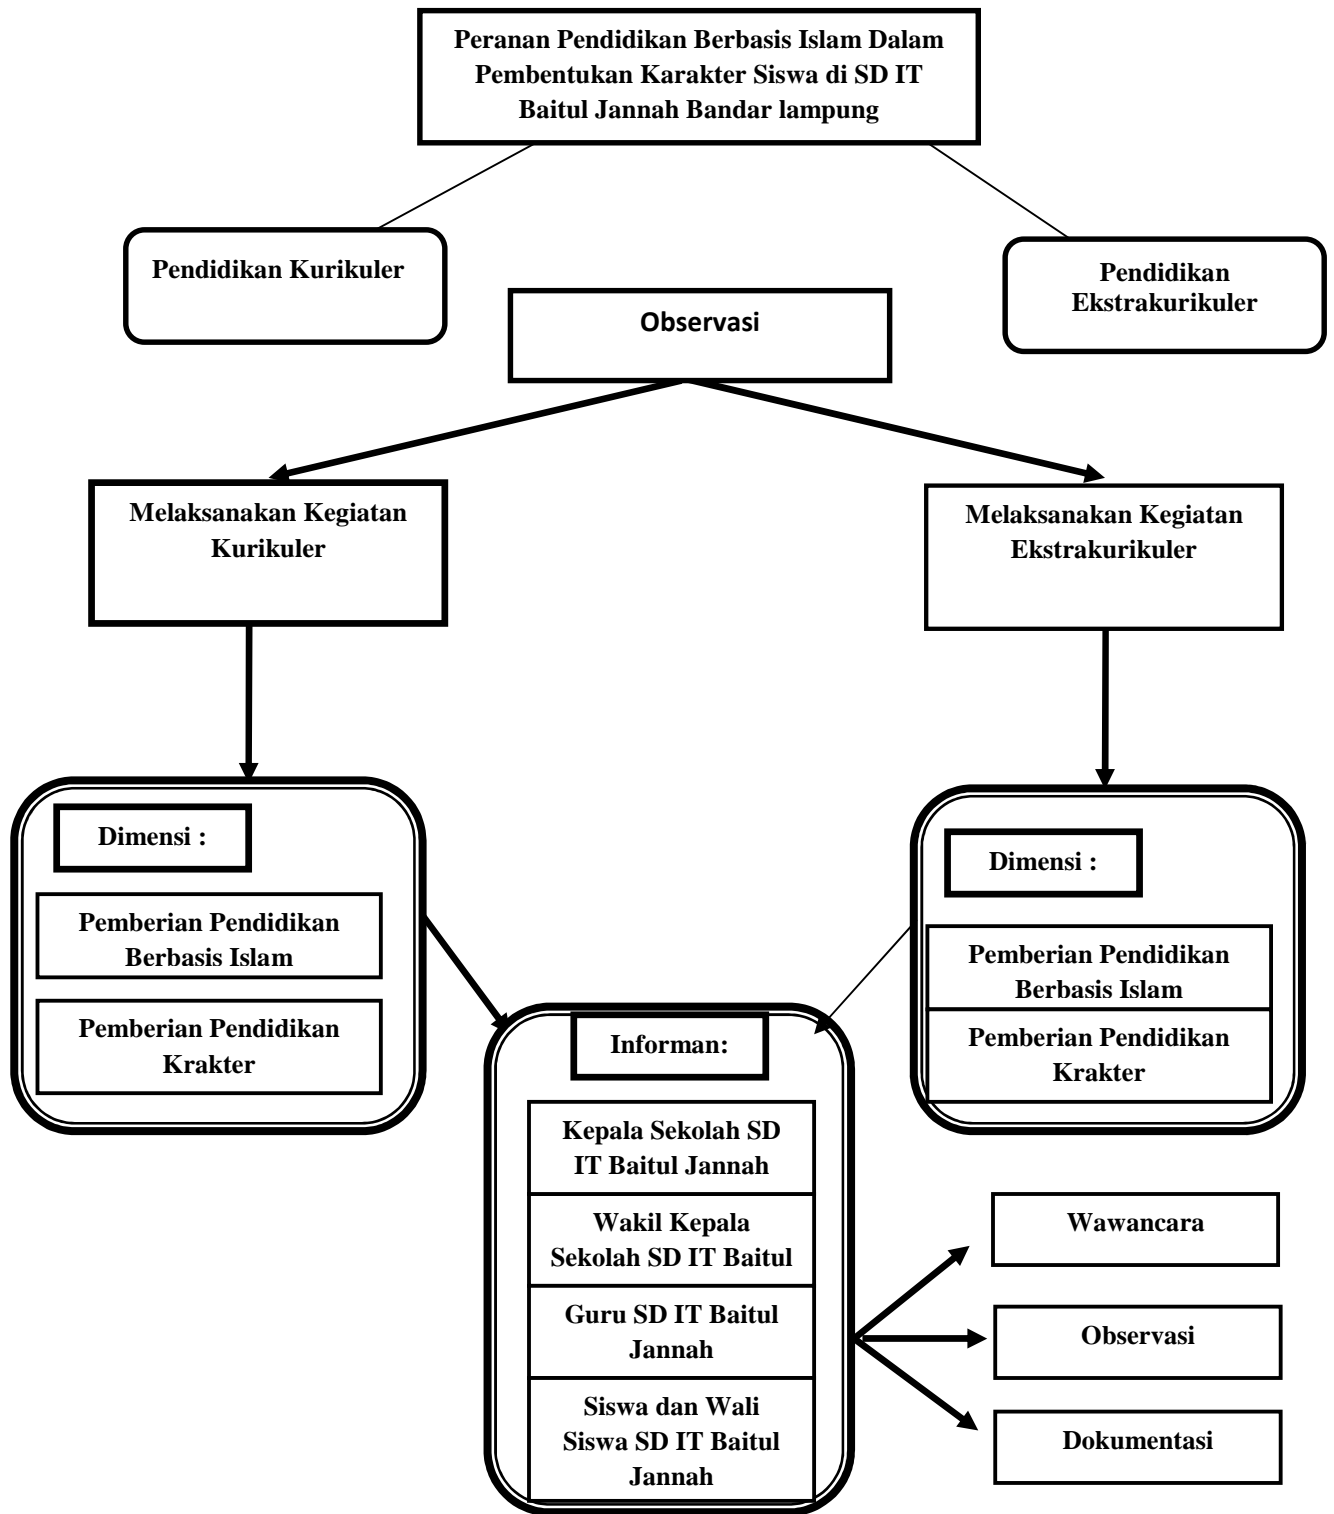 Peranan Pendidikan Berbasis Islam Dalam
Pembentukan Karakter Siswa di SD IT
Baitul Jannah Bandar lampung
Pendidikan Kurikuler
Pendidikan
Ekstrakurikuler
Observasi
Melaksanakan Kegiatan
Kurikuler
Melaksanakan Kegiatan
Ekstrakurikuler
Dimensi :
Pemberian Pendidikan
Berbasis Islam
Pemberian Pendidikan
Krakter
Dimensi :
Pemberian Pendidikan
Berbasis Islam
Pemberian Pendidikan
Krakter
Informan:
Kepala Sekolah SD
IT Baitul Jannah
Wakil Kepala
Sekolah SD IT Baitul
Guru SD IT Baitul
Jannah
Siswa dan Wali
Siswa SD IT Baitul
Jannah
Wawancara
Observasi
Dokumentasi